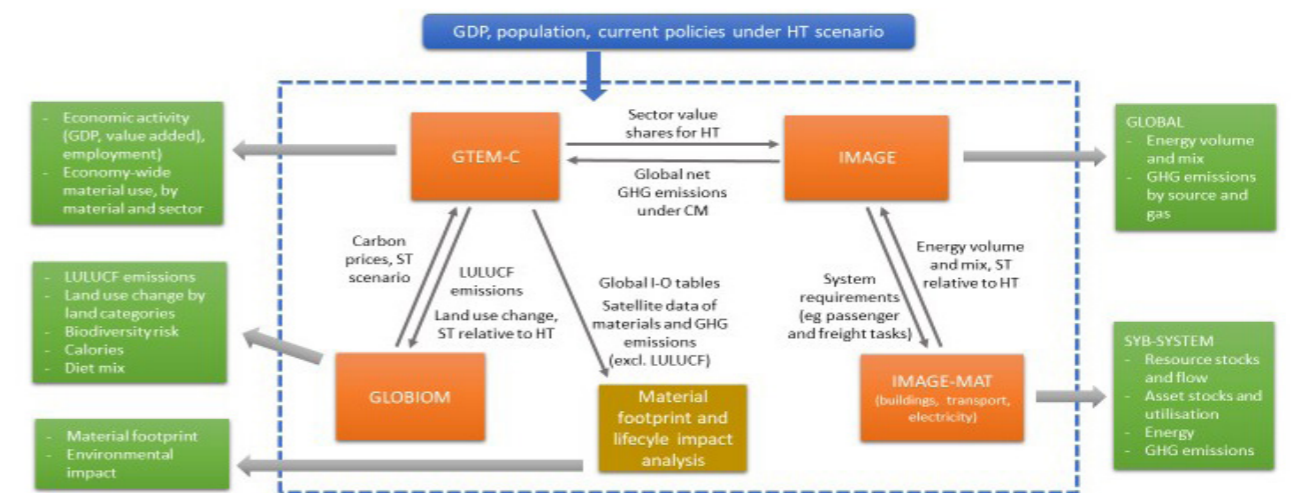 GDP, population, current policies under HT scenario
- Economic activity
(GDP, value added),
employment)
- Economy-wide
material use, by
material and sector
GTEM-C
Sector value
shares for HT
Global net
GHG emissions
under CM
IMAGE
GLOBAL
- Energy volume
and mix
- GHG emissions
by source and
gas
Carbon
prices, ST
scenario
LULUCF
emissions
Land use change,
ST relative to HT
Global I-O tables
Satellite data of
materials and GHG
emissions
(excl. LULUCF)
System
requirements
(eg passenger
and freight tasks)
Energy volume
and mix, ST
relative to HT
- LULUCF emissions
- Land use change by
land categories
- Biodiversity risk
- Calories
- Diet mix
GLOBIOM
Material
footprint and
lifecyle impact
analysis
IMAGE-MAT
(buildings, transport,
electricity)
SYB-SYSTEM
- Resource stocks
and flow
- Asset stocks and
utilisation
- Energy
- GHG emissions
- Material footprint
- Environmental
impact